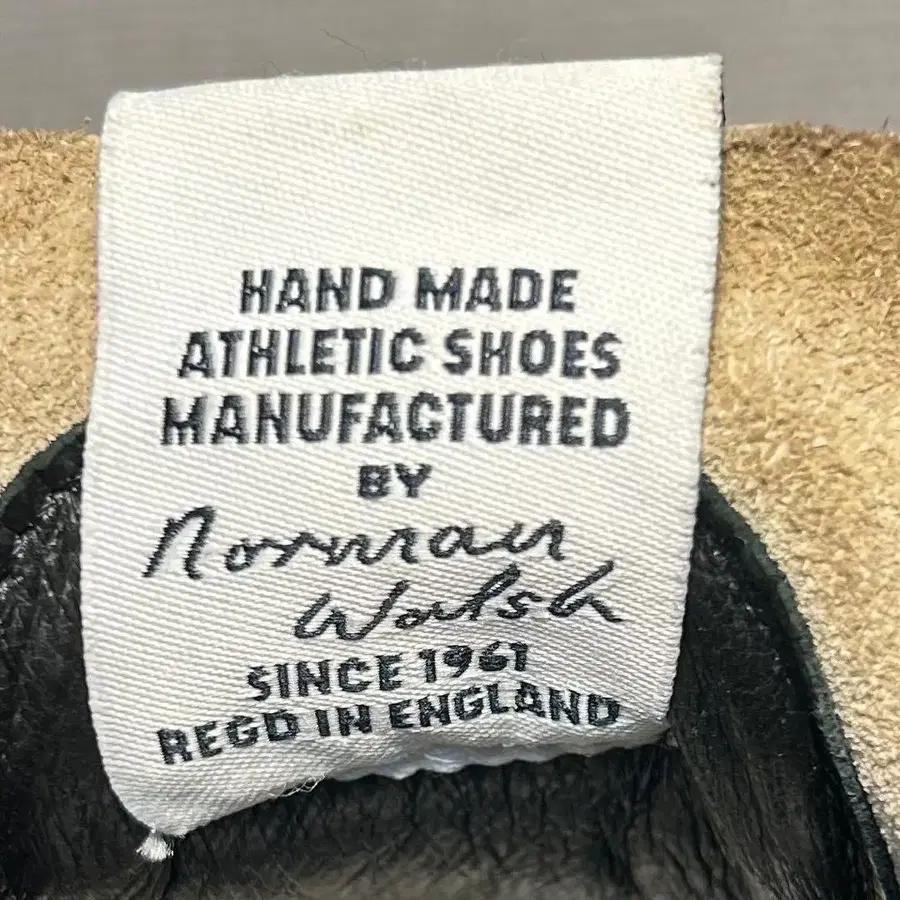 HAND MADE
ATHLETIC SHOES
MANUFACTURED
BY
Norman
Walsh
SINCE 1961
REGD IN ENGLAND